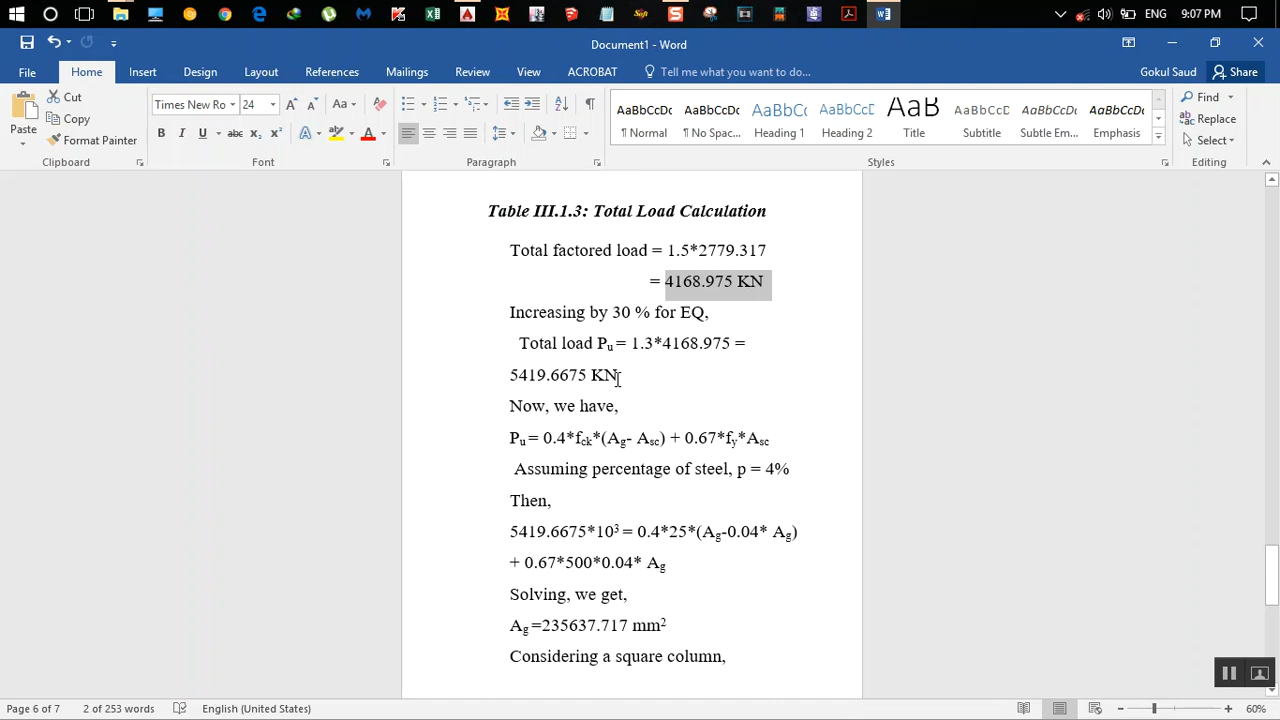 ENG 5:07 PM
Document1 - Word
File Home Insert Design Layout References Mailings Review View ACROBAT Tell me what you want to do... Gokul Saud Share
Paste
Cut
Copy
Format Painter
Clipboard
Times New Ro 24
Font
Paragraph
AaBbCcDc AaBbCcDc AaBbCc AaBbCcE AaB AaBbCcD AaBbCcDc AaBbCcDc
¶ Normal ¶ No Spac... Heading 1 Heading 2 Title Subtitle Subtle Em... Emphasis
Styles
Find
Replace
Select
Editing
Table III.1.3: Total Load Calculation
Total factored load = 1.5*2779.317
= 4168.975 KN
Increasing by 30 % for EQ,
Total load Pu = 1.3*4168.975 =
5419.6675 KN
Now, we have,
Pu = 0.4*fck*(Ag- Asc) + 0.67*fy*Asc
Assuming percentage of steel, p = 4%
Then,
5419.6675*10³ = 0.4*25*(Ag-0.04* Ag)
+ 0.67*500*0.04* Ag
Solving, we get,
Ag =235637.717 mm²
Considering a square column,
Page 6 of 7 2 of 253 words English (United States) 60%